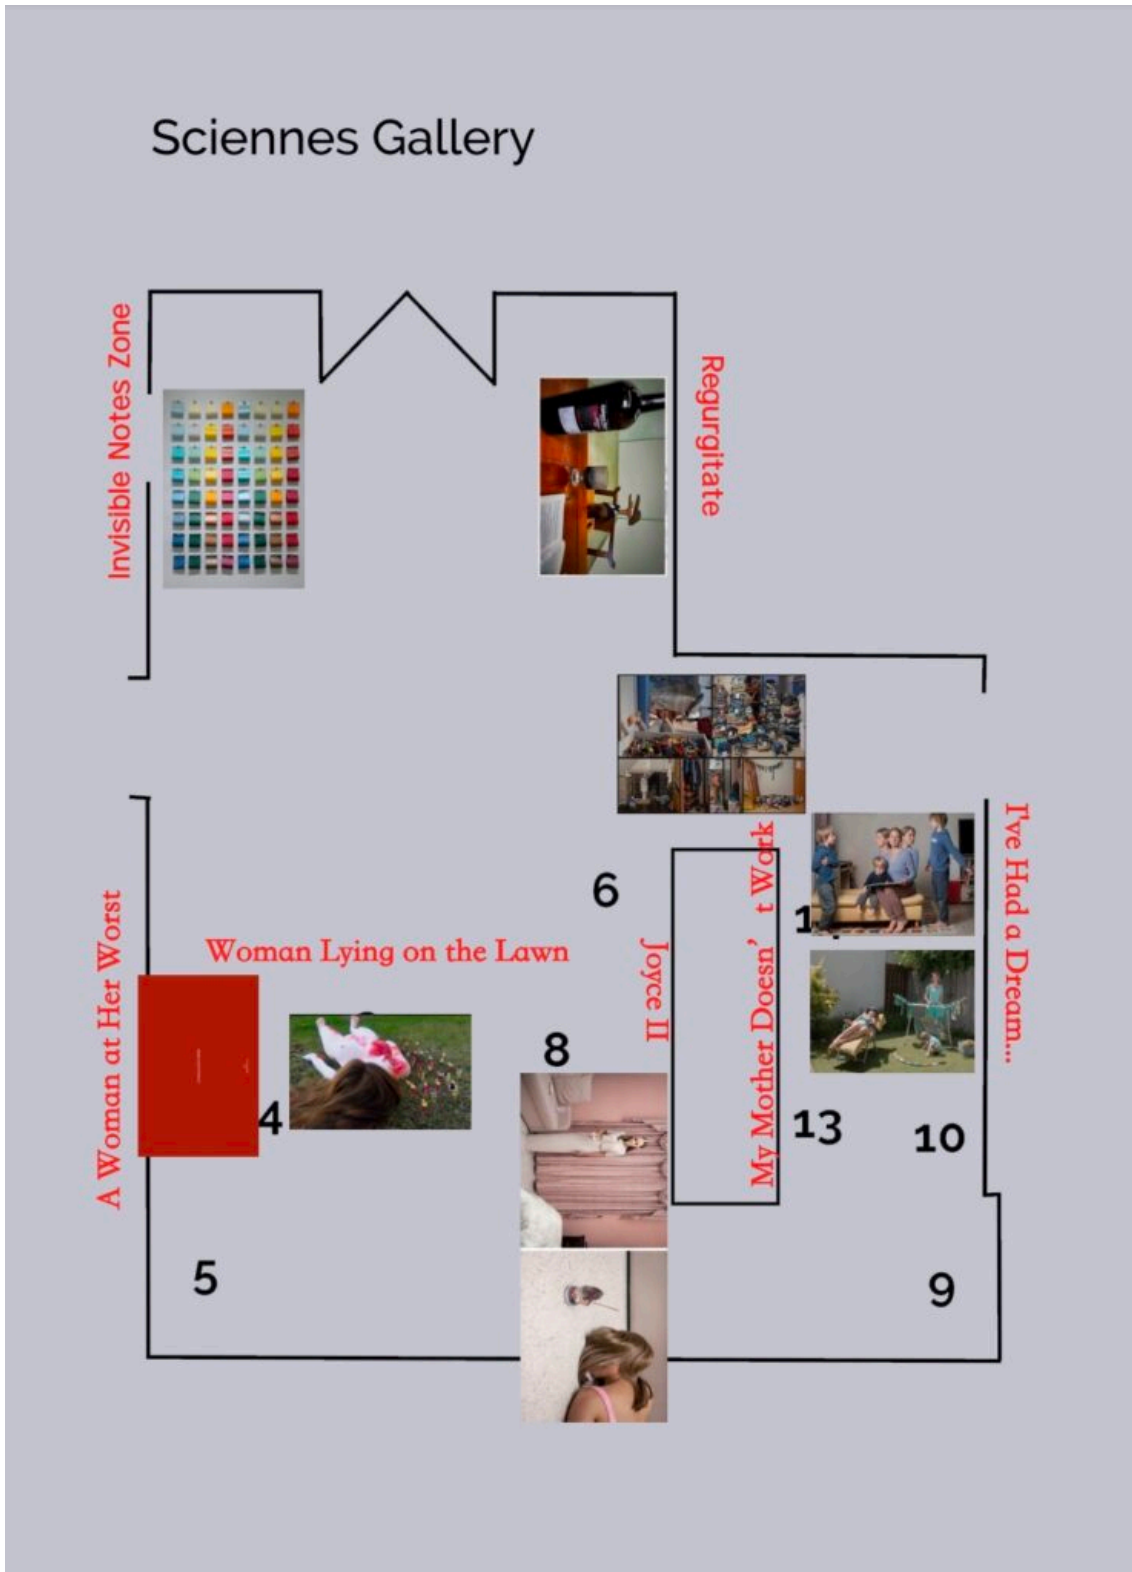 Sciennes Gallery
Invisible Notes Zone
Regurgitate
I've Had a Dream...
My Mother Doesn’t Work
6
A Woman at Her Worst
Woman Lying on the Lawn
Joyce II
8
4
13
10
5
9